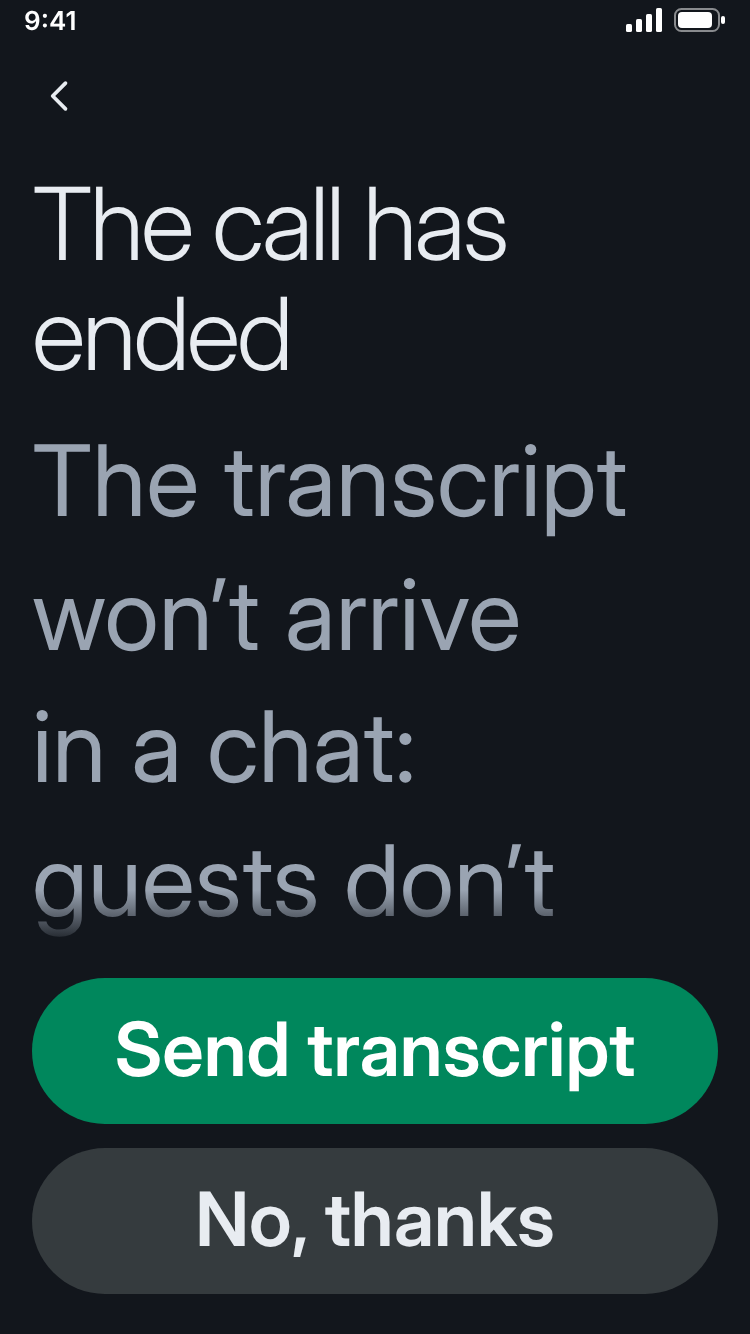 9:41
The call has
ended
The transcript
won’t arrive
in a chat:
guests don’t
Send transcript
No, thanks